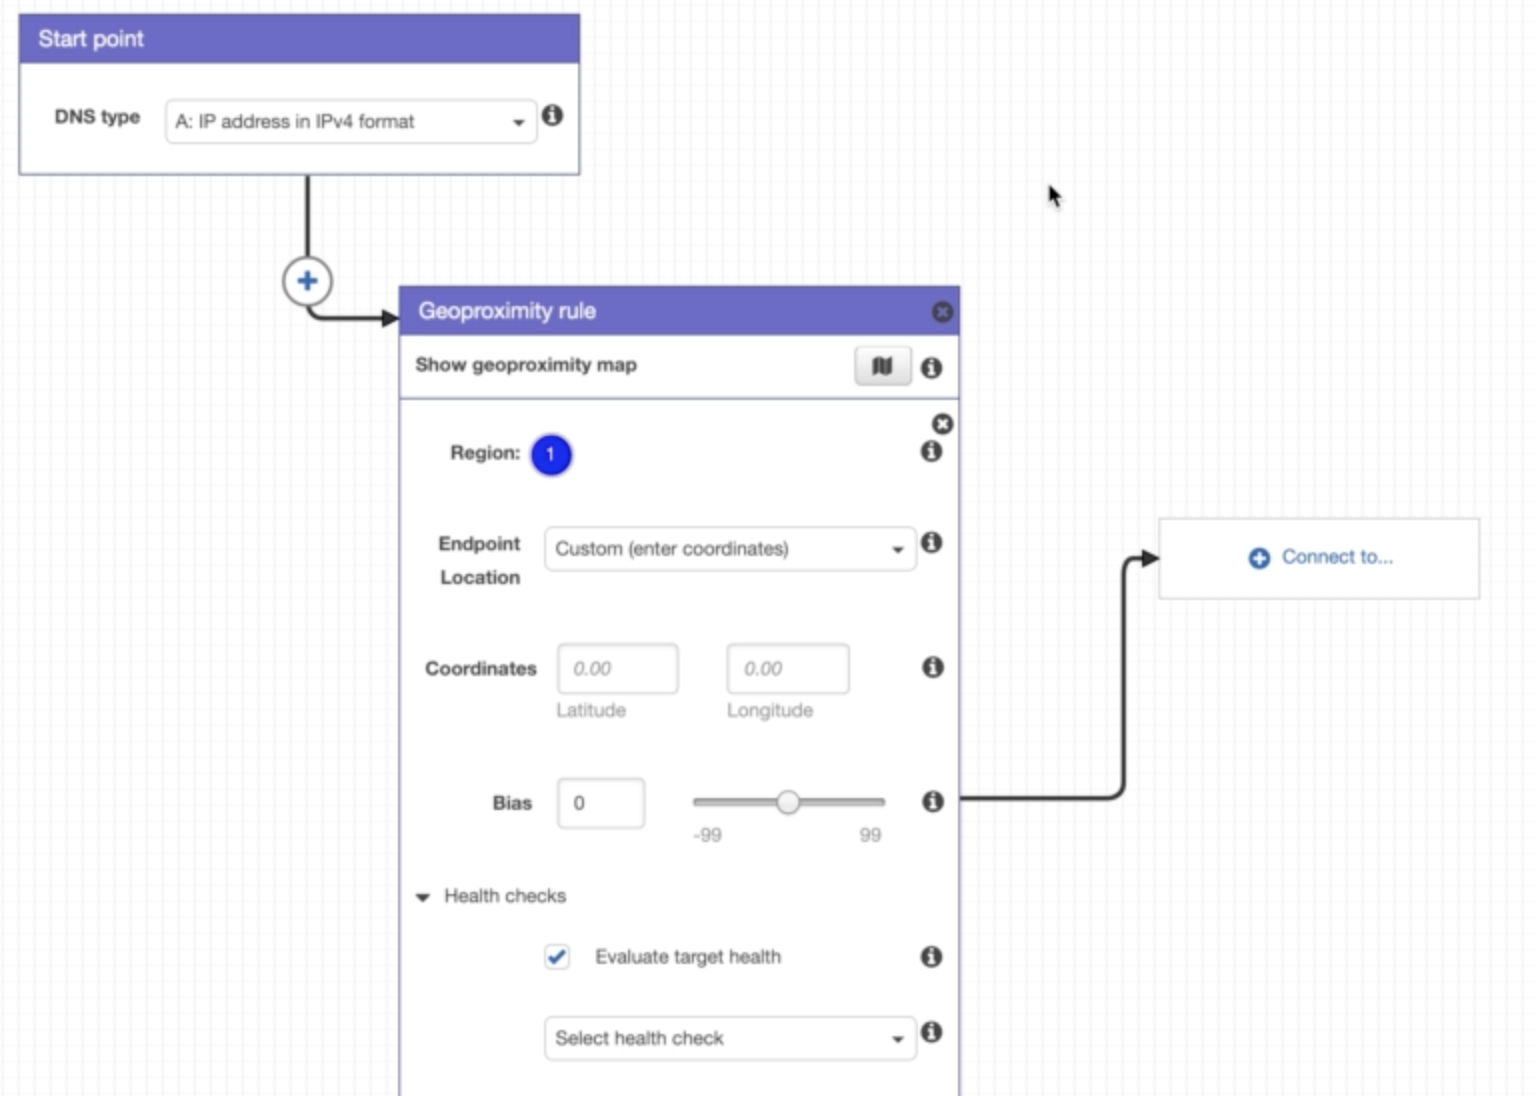 Start point
DNS type
A: IP address in IPv4 format
Geoproximity rule
Show geoproximity map
Region: 1
Endpoint Location
Custom (enter coordinates)
Coordinates
0.00
0.00
Latitude
Longitude
Bias
0
-99
99
Connect to...
Health checks
Evaluate target health
Select health check